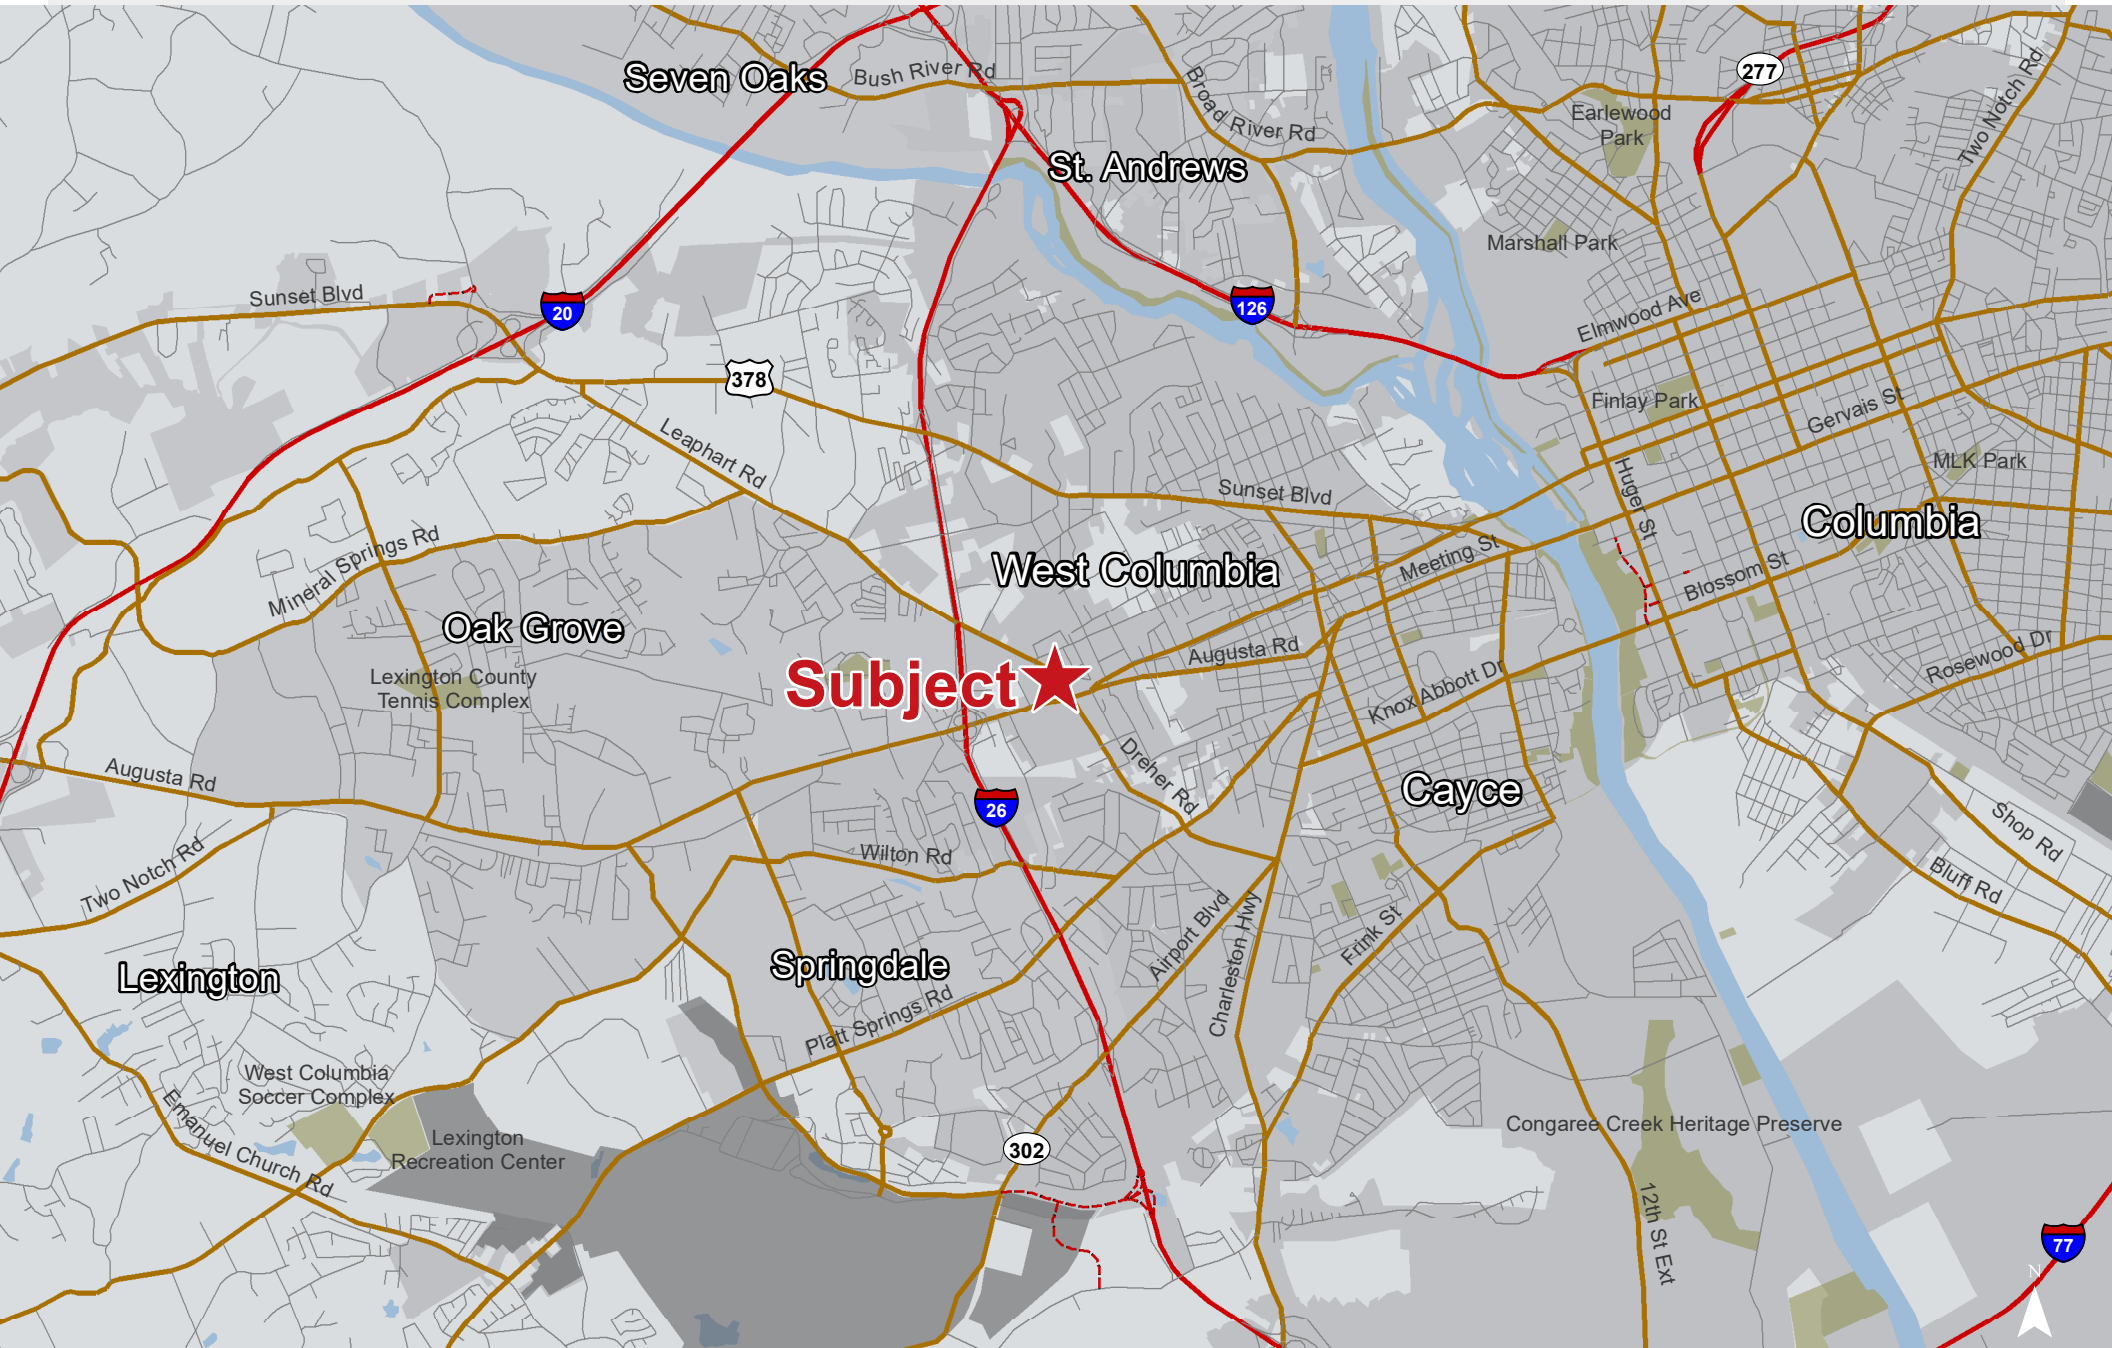 277
Seven Oaks
Bush River Rd
Broad River Rd
Earlewood
Park
Two Notch Rd
St. Andrews
Marshall Park
Sunset Blvd
20
126
Elmwood Ave
378
Finlay Park
Gervais St
Leaphart Rd
MLK Park
Sunset Blvd
Huger St
Columbia
Mineral Springs Rd
West Columbia
Meeting St
Blossom St
Oak Grove
Augusta Rd
Rosewood Dr
Lexington County
Tennis Complex
Subject
Knox Abbott Dr
Augusta Rd
Dreher Rd
Cayce
26
Shop Rd
Two Notch Rd
Wilton Rd
Bluff Rd
Airport Blvd
Charleston Hwy
Frink St
Lexington
Springdale
Platt Springs Rd
West Columbia
Soccer Complex
Emanuel Church Rd
Lexington
Recreation Center
302
Congaree Creek Heritage Preserve
12th St Ext
77
N